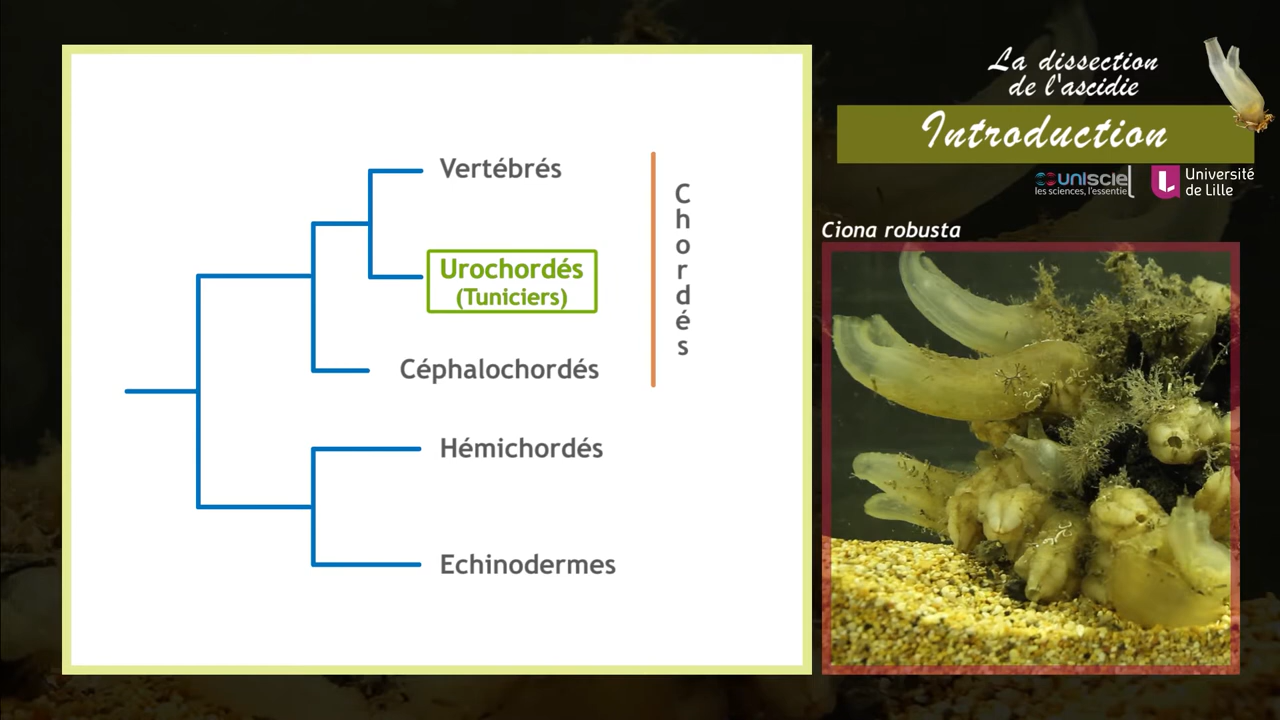 La dissection
de l'ascidie
Introduction
unisciel
les sciences, l'essentiel
Université
de Lille
Vertébrés
Urochordés
(Tuniciers)
Céphalochordés
Hémichordés
Echinodermes
Chordés
Ciona robusta